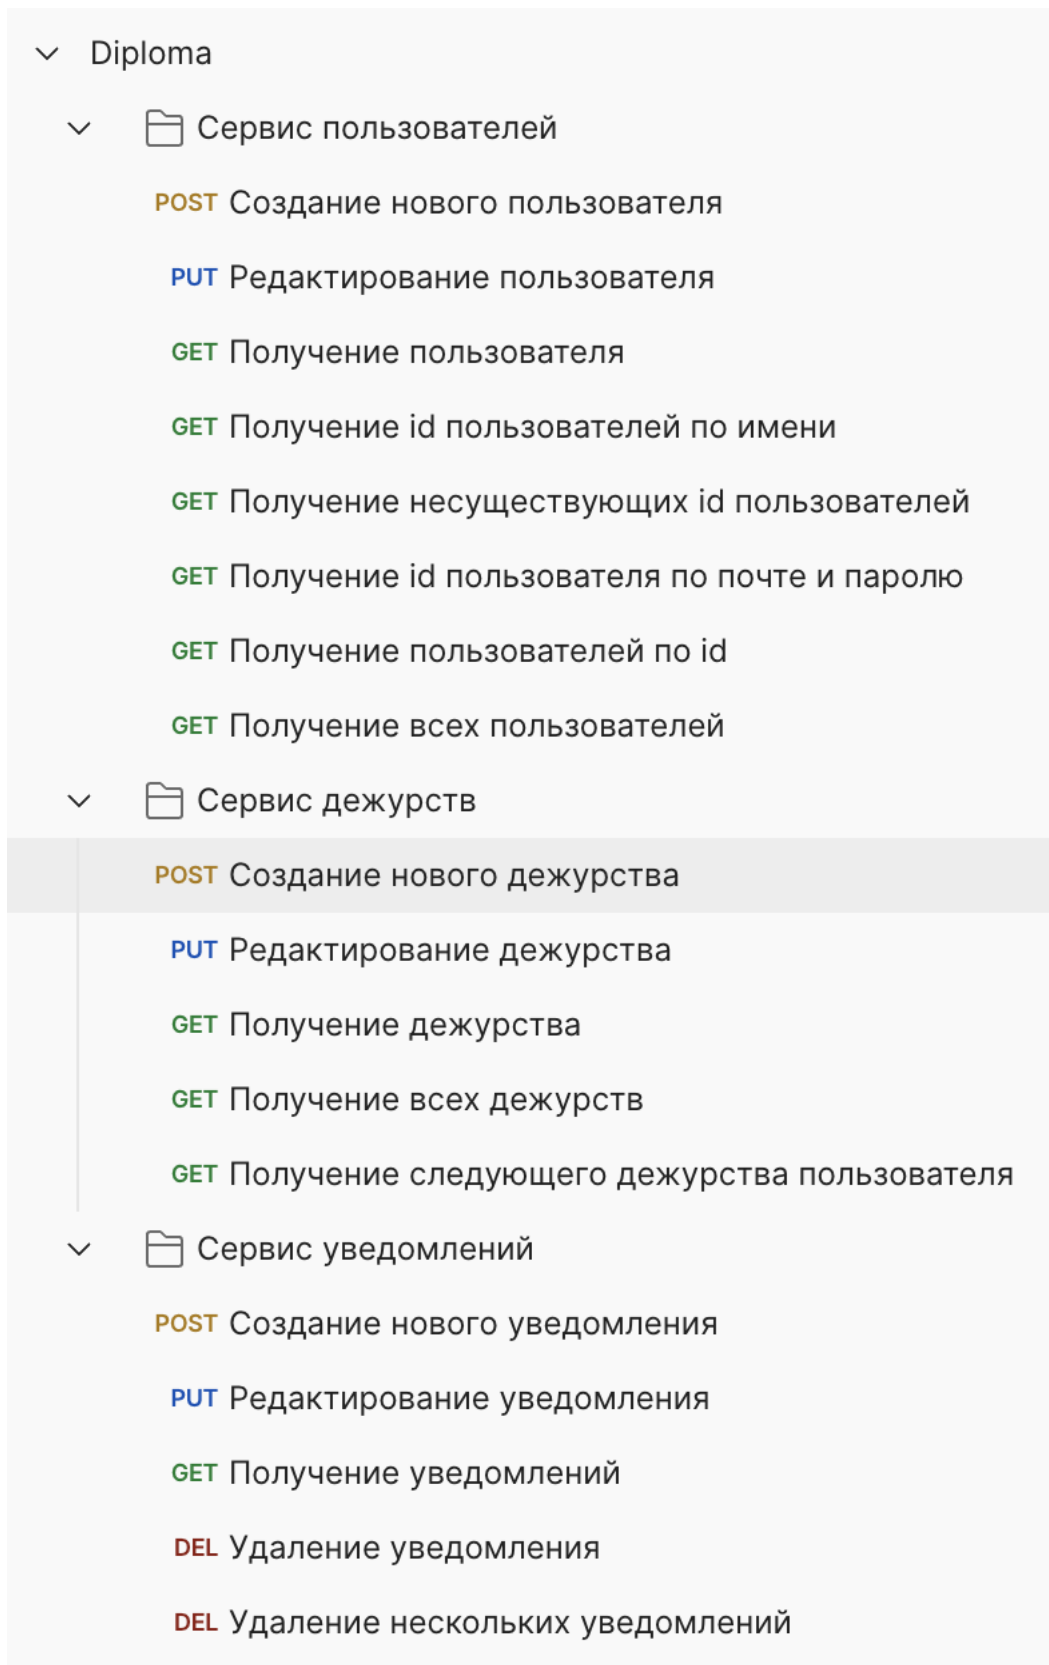 Diploma
Сервис пользователей
POST Создание нового пользователя
PUT Редактирование пользователя
GET Получение пользователя
GET Получение id пользователей по имени
GET Получение несуществующих id пользователей
GET Получение id пользователя по почте и паролю
GET Получение пользователей по id
GET Получение всех пользователей
Сервис дежурств
POST Создание нового дежурства
PUT Редактирование дежурства
GET Получение дежурства
GET Получение всех дежурств
GET Получение следующего дежурства пользователя
Сервис уведомлений
POST Создание нового уведомления
PUT Редактирование уведомления
GET Получение уведомлений
DEL Удаление уведомления
DEL Удаление нескольких уведомлений